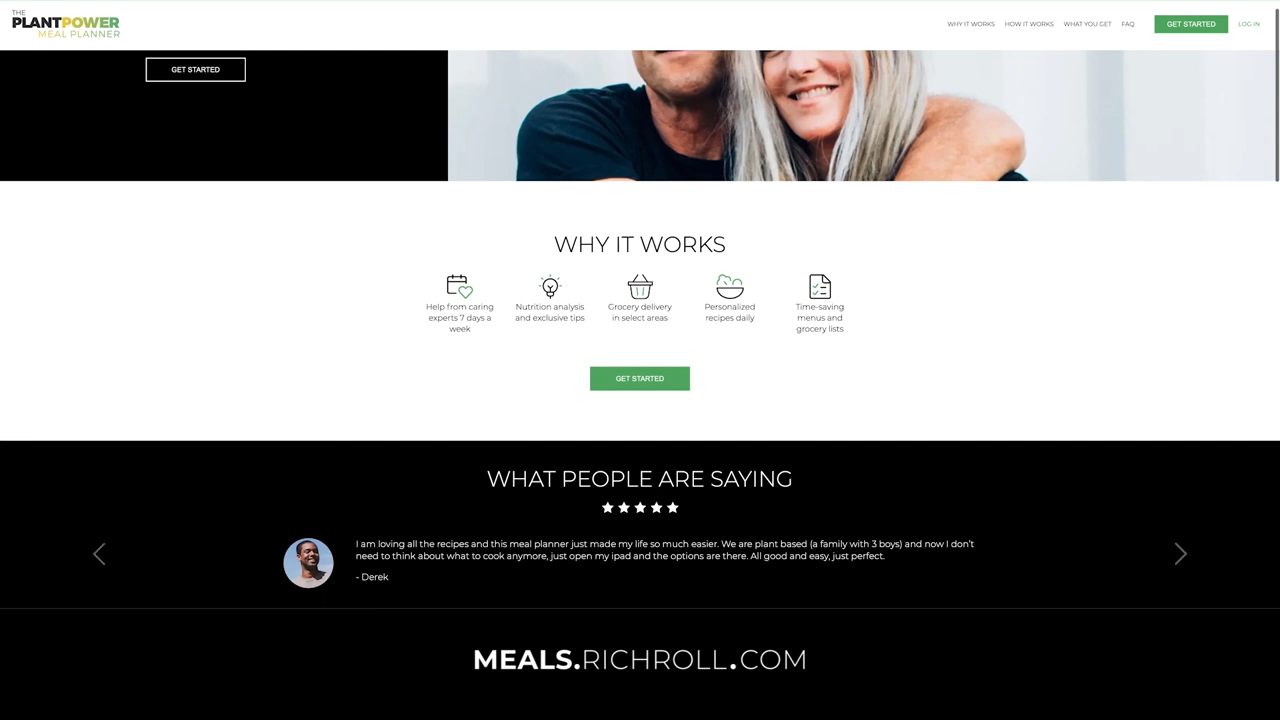 THE
PLANTPOWER
MEAL PLANNER
WHY IT WORKS
HOW IT WORKS
WHAT YOU GET
FAQ
GET STARTED
LOG IN
GET STARTED
WHY IT WORKS
Help from caring
experts 7 days a
week
Nutrition analysis
and exclusive tips
Grocery delivery
in select areas
Personalized
recipes daily
Time-saving
menus and
grocery lists
GET STARTED
WHAT PEOPLE ARE SAYING
I am loving all the recipes and this meal planner just made my life so much easier. We are plant based (a family with 3 boys) and now I don't
need to think about what to cook anymore, just open my ipad and the options are there. All good and easy, just perfect.
- Derek
MEALS.RICHROLL.COM